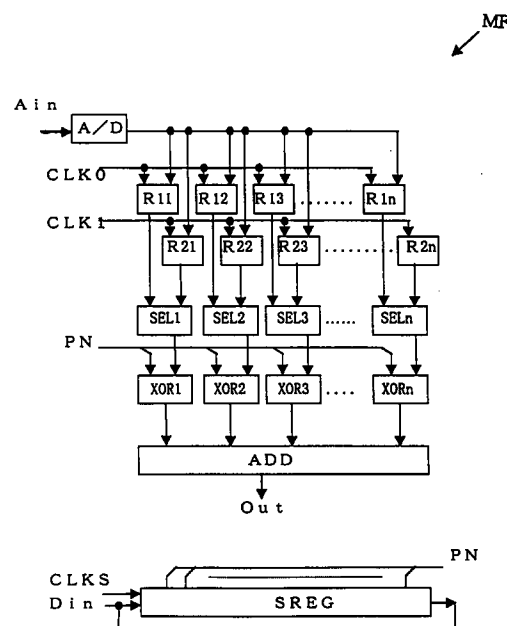 MF
Ain
A/D
CLK0
R11 R12 R13 ....... R1n
CLK1
R21 R22 R23 .......... R2n
SEL1 SEL2 SEL3 ...... SELn
PN
XOR1 XOR2 XOR3 .... XORn
ADD
Out
PN
CLKS
Din
SREG